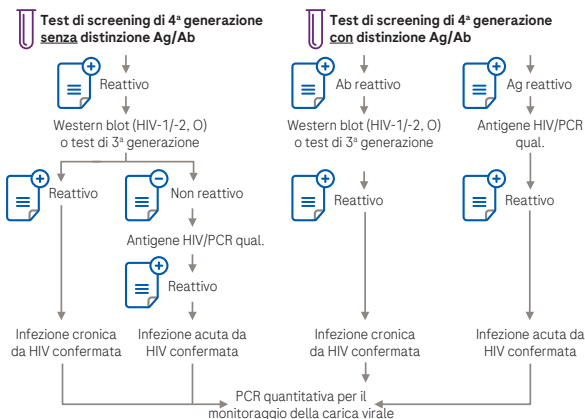 Test di screening di 4ª generazione
senza distinzione Ag/Ab
Reattivo
Western blot (HIV-1/-2, O)
o test di 3ª generazione
Reattivo
Non reattivo
Antigene HIV/PCR qual.
Reattivo
Infezione cronica
da HIV confermata
Infezione acuta da
HIV confermata
Test di screening di 4ª generazione
con distinzione Ag/Ab
Ab reattivo
Western blot (HIV-1/-2, O)
o test di 3ª generazione
Reattivo
Infezione cronica
da HIV confermata
Ag reattivo
Antigene HIV/PCR
qual.
Reattivo
Infezione acuta da
HIV confermata
PCR quantitativa per il
monitoraggio della carica virale